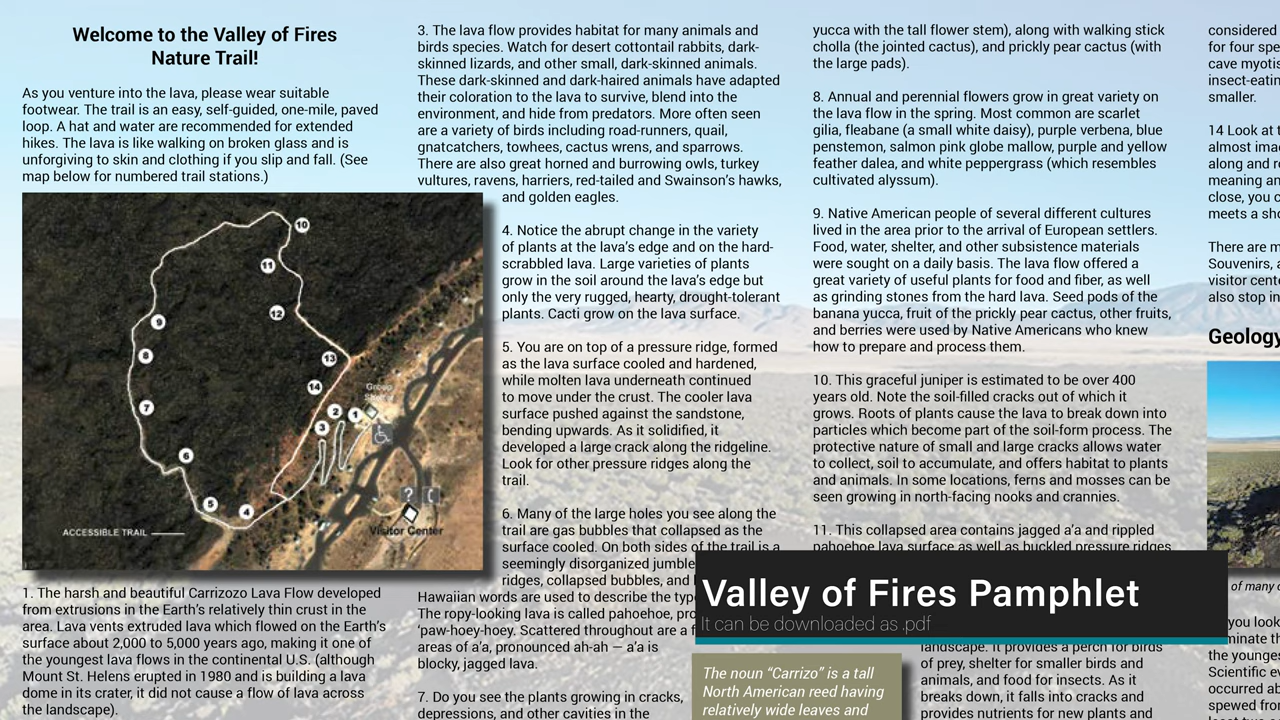 Welcome to the Valley of Fires
Nature Trail!
As you venture into the lava, please wear suitable
footwear. The trail is an easy, self-guided, one-mile, paved
loop. A hat and water are recommended for extended
hikes. The lava is like walking on broken glass and is
unforgiving to skin and clothing if you slip and fall. (See
map below for numbered trail stations.)
10
11
12
9
13
8
14
Group
7
2
1
3
6
5
4
?
ACCESSIBLE TRAIL
Visitor Center
1. The harsh and beautiful Carrizozo Lava Flow developed
from extrusions in the Earth's relatively thin crust in the
area. Lava vents extruded lava which flowed on the Earth's
surface about 2,000 to 5,000 years ago, making it one of
the youngest lava flows in the continental U.S. (although
Mount St. Helens erupted in 1980 and is building a lava
dome in its crater, it did not cause a flow of lava across
the landscape).
3. The lava flow provides habitat for many animals and
birds species. Watch for desert cottontail rabbits, dark-
skinned lizards, and other small, dark-skinned animals.
These dark-skinned and dark-haired animals have adapted
their coloration to the lava to survive, blend into the
environment, and hide from predators. More often seen
are a variety of birds including road-runners, quail,
gnatcatchers, towhees, cactus wrens, and sparrows.
There are also great horned and burrowing owls, turkey
vultures, ravens, harriers, red-tailed and Swainson's hawks,
and golden eagles.
4. Notice the abrupt change in the variety
of plants at the lava's edge and on the hard-
scrabbled lava. Large varieties of plants
grow in the soil around the lava's edge but
only the very rugged, hearty, drought-tolerant
plants. Cacti grow on the lava surface.
5. You are on top of a pressure ridge, formed
as the lava surface cooled and hardened,
while molten lava underneath continued
to move under the crust. The cooler lava
surface pushed against the sandstone,
bending upwards. As it solidified, it
developed a large crack along the ridgeline.
Look for other pressure ridges along the
trail.
6. Many of the large holes you see along the
trail are gas bubbles that collapsed as the
surface cooled. On both sides of the trail is a
seemingly disorganized jumble
ridges, collapsed bubbles, and
Hawaiian words are used to describe the typ
The ropy-looking lava is called pahoehoe, pro
'paw-hoey-hoey. Scattered throughout are a f
areas of a'a, pronounced ah-ah — a'a is
blocky, jagged lava.
7. Do you see the plants growing in cracks,
depressions, and other cavities in the
yucca with the tall flower stem), along with walking stick
cholla (the jointed cactus), and prickly pear cactus (with
the large pads).
8. Annual and perennial flowers grow in great variety on
the lava flow in the spring. Most common are scarlet
gilia, fleabane (a small white daisy), purple verbena, blue
penstemon, salmon pink globe mallow, purple and yellow
feather dalea, and white peppergrass (which resembles
cultivated alyssum).
9. Native American people of several different cultures
lived in the area prior to the arrival of European settlers.
Food, water, shelter, and other subsistence materials
were sought on a daily basis. The lava flow offered a
great variety of useful plants for food and fiber, as well
as grinding stones from the hard lava. Seed pods of the
banana yucca, fruit of the prickly pear cactus, other fruits,
and berries were used by Native Americans who knew
how to prepare and process them.
10. This graceful juniper is estimated to be over 400
years old. Note the soil-filled cracks out of which it
grows. Roots of plants cause the lava to break down into
particles which become part of the soil-form process. The
protective nature of small and large cracks allows water
to collect, soil to accumulate, and offers habitat to plants
and animals. In some locations, ferns and mosses can be
seen growing in north-facing nooks and crannies.
11. This collapsed area contains jagged a'a and rippled
pahoehoe lava surface as well as buckled pressure ridges
Valley of Fires Pamphlet
It can be downloaded as .pdf
The noun "Carrizo" is a tall
North American reed having
relatively wide leaves and
landscape. It provides a perch for birds
of prey, shelter for smaller birds and
animals, and food for insects. As it
breaks down, it falls into cracks and
provides nutrients for new plants and
considered
for four spe
cave myotis
insect-eatin
smaller.
14 Look at t
almost imag
along and r
meaning an
close, you c
meets a sho
There are m
Souvenirs, a
visitor cente
also stop in
Geology
of many
you look
minate th
the younges
Scientific ev
occurred ab
spewed from